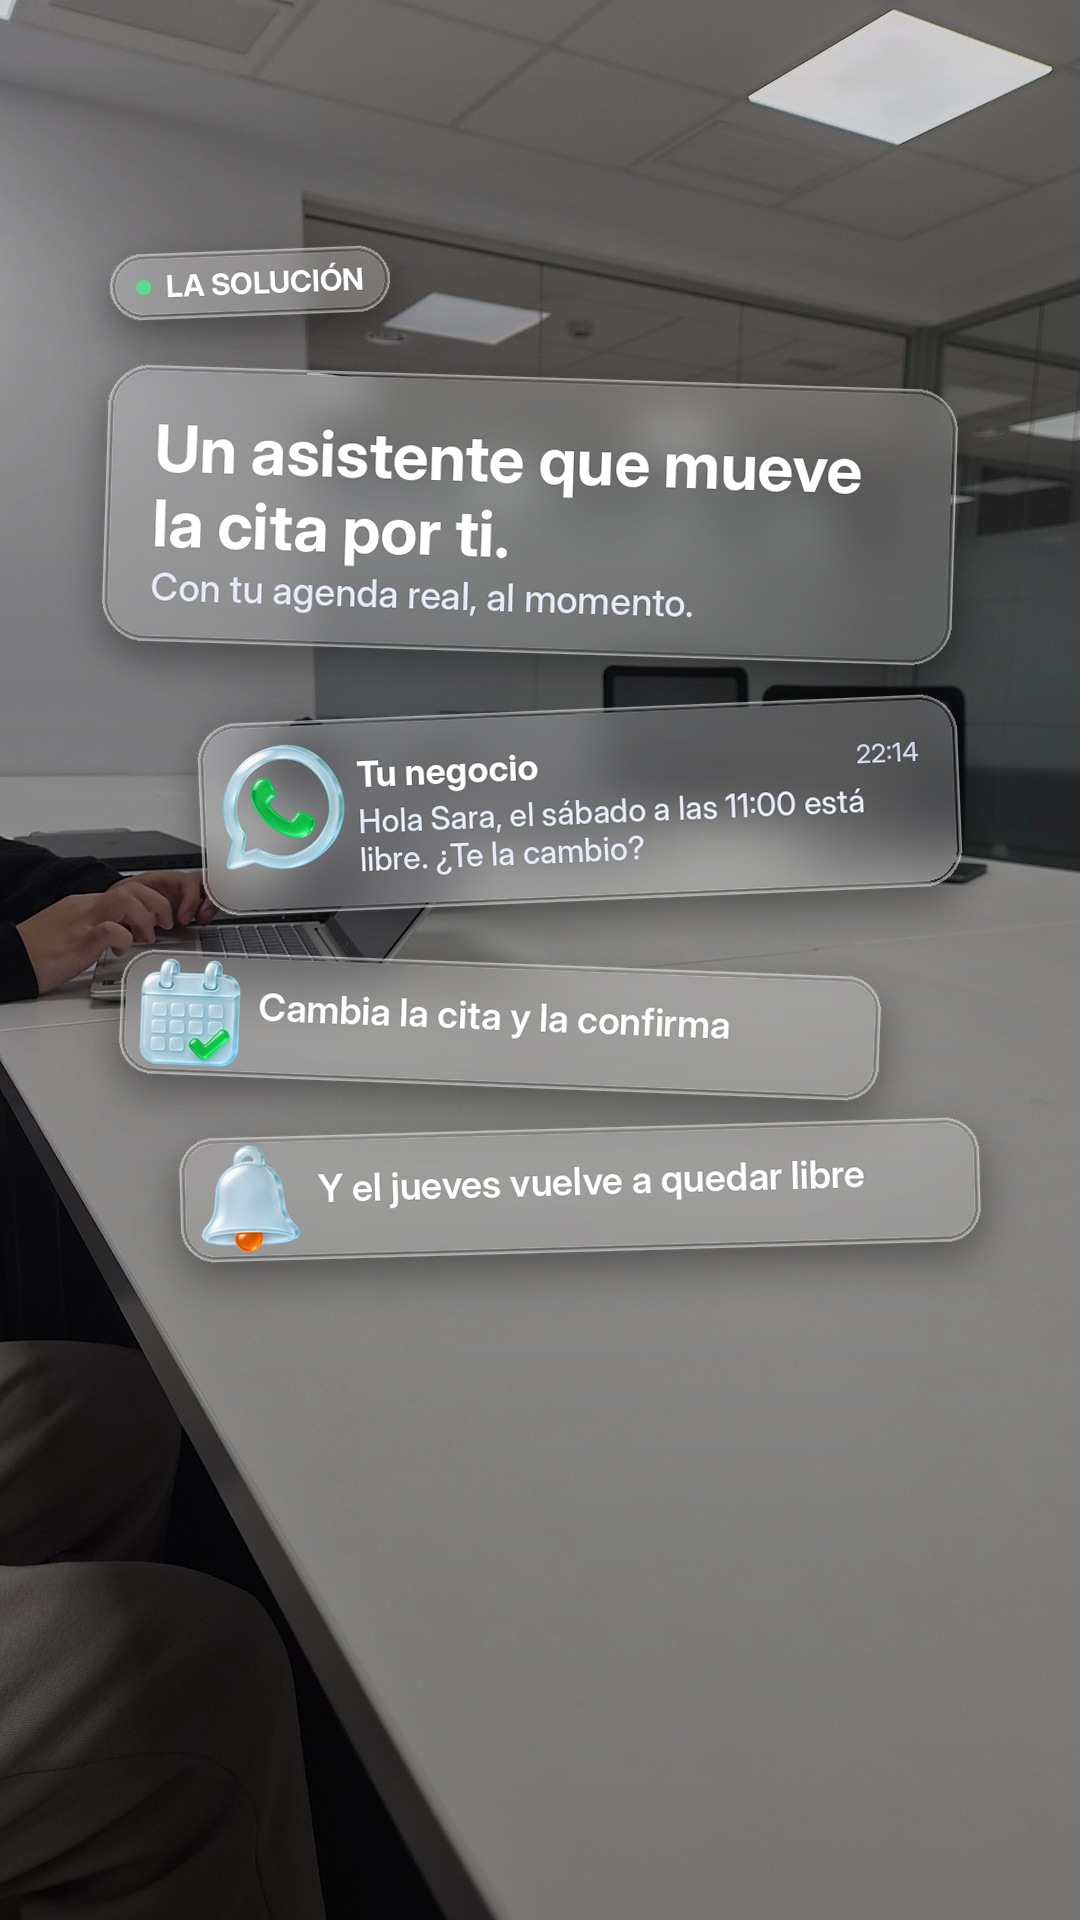 LA SOLUCIÓN
Un asistente que mueve
la cita por ti.
Con tu agenda real, al momento.
Tu negocio
22:14
Hola Sara, el sábado a las 11:00 está
libre. ¿Te la cambio?
Cambia la cita y la confirma
Y el jueves vuelve a quedar libre